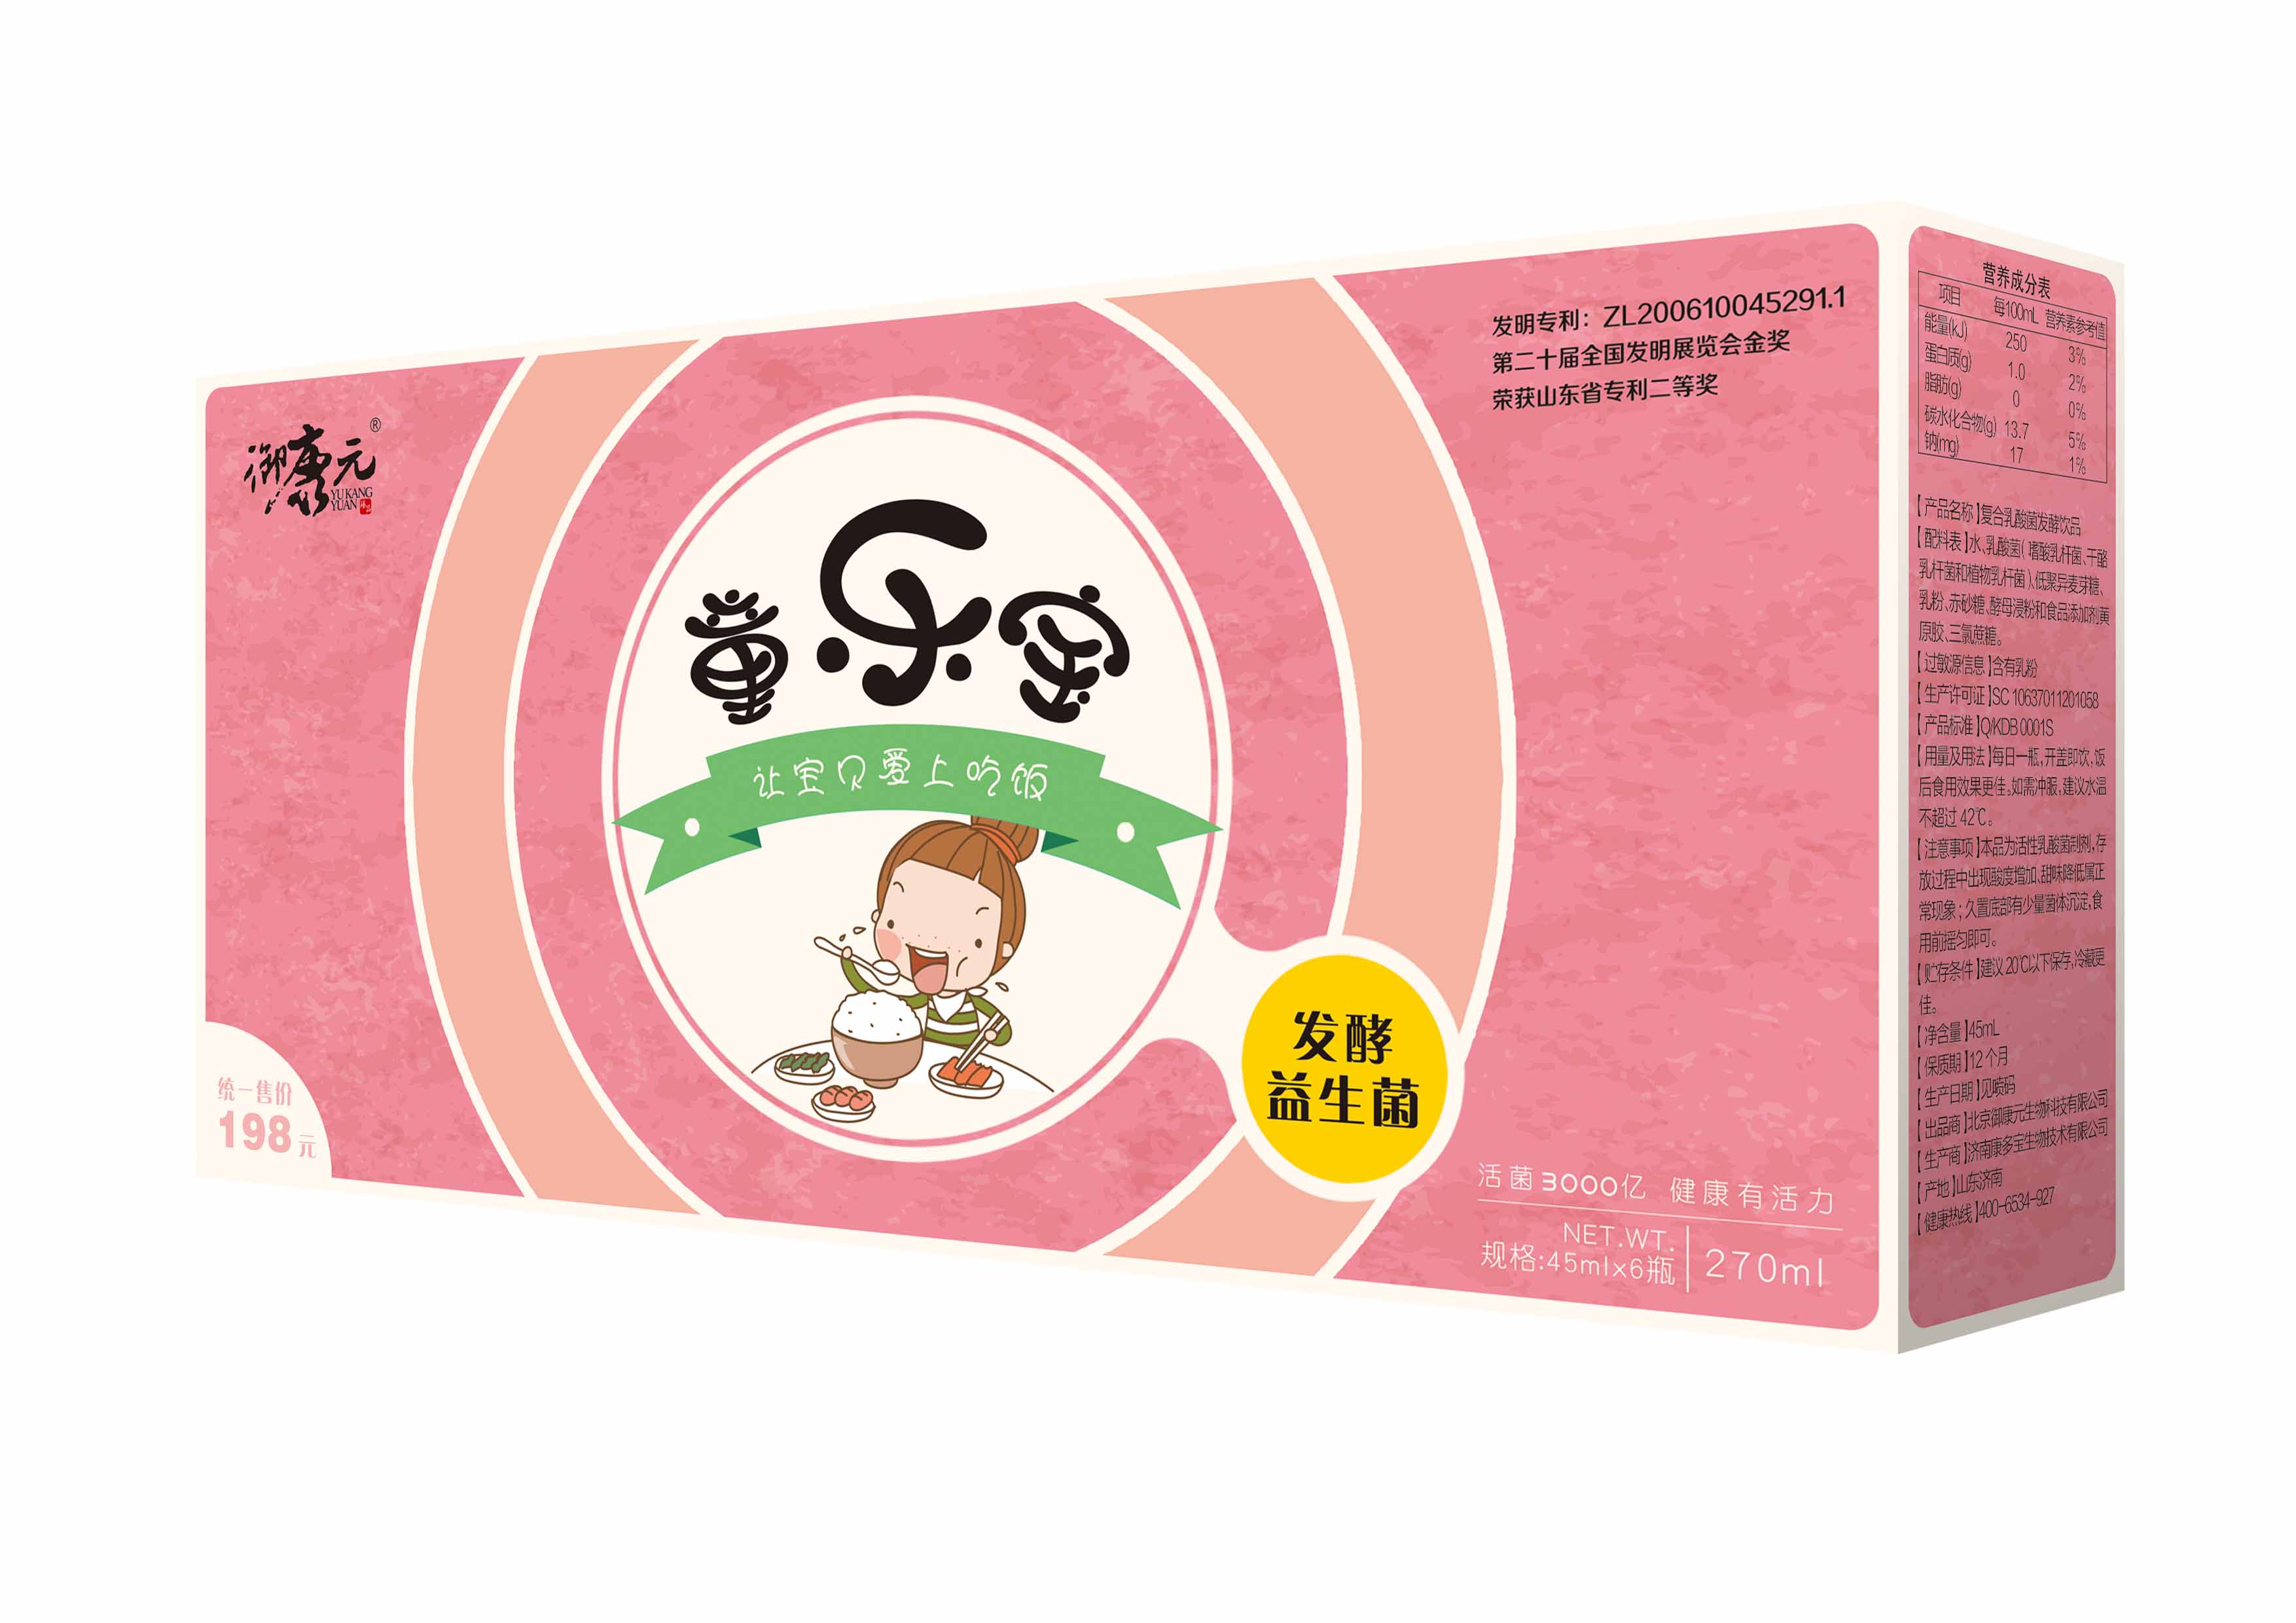 御康元®
YU KANG
YUAN
童乐宝
让宝贝爱上吃饭
发酵
益生菌
统一售价
198元
发明专利：ZL200610045291.1
第二十届全国发明展览会金奖
荣获山东省专利二等奖
活菌3000亿 健康有活力
NET.WT.
规格:45ml×6瓶
270ml
营养成分表
项目 每100mL 营养素参考值
能量(kJ) 250 3%
蛋白质(g) 1.0 2%
脂肪(g) 0 0%
碳水化合物(g) 13.7 5%
钠(mg) 17 1%
【产品名称】复合乳酸菌发酵饮品
【配料表】水、乳酸菌(嗜酸乳杆菌、干酪
乳杆菌和植物乳杆菌)、低聚异麦芽糖、
乳粉、赤砂糖、酵母浸粉和食品添加剂黄
原胶、三氯蔗糖。
【过敏源信息】含有乳粉
【生产许可证】SC 10637011201058
【产品标准】Q/KDB 0001S
【用量及用法】每日一瓶,开盖即饮,饭
后食用效果更佳。如需冲服,建议水温
不超过 42℃。
【注意事项】本品为活性乳酸菌制剂,存
放过程中出现酸度增加、甜味降低属正
常现象；久置底部有少量菌体沉淀,食
用前摇匀即可。
【贮存条件】建议 20℃以下保存,冷藏更
佳。
【净含量】45mL
【保质期】12 个月
【生产日期】见喷码
【出品商】北京御康元生物科技有限公司
【生产商】济南康多宝生物技术有限公司
【产地】山东济南
【健康热线】400-6534-927